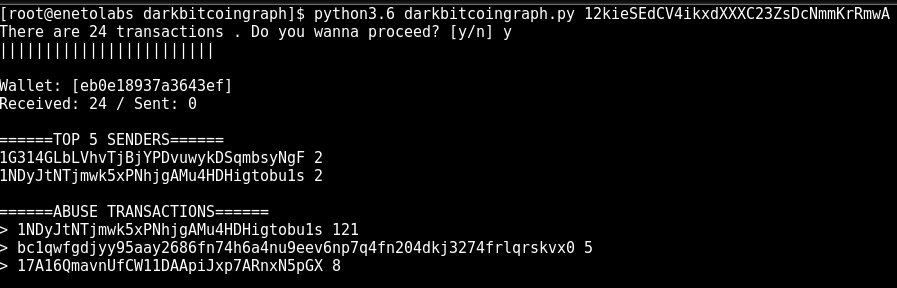 [root@enetolabs darkbitcoingraph]$ python3.6 darkbitcoingraph.py 12kieSEdCV4ikxdXXXC23ZsDcNmmKrRmwA
There are 24 transactions . Do you wanna proceed? [y/n] y
||||||||||||||||||||||||
Wallet: [eb0e18937a3643ef]
Received: 24 / Sent: 0
======TOP 5 SENDERS======
1G314GLbLVhvTjBjYPDvuwykDSqmbsyNgF 2
1NDyJtNTjmwk5xPNhjgAMu4HDHigtobu1s 2
======ABUSE TRANSACTIONS======
> 1NDyJtNTjmwk5xPNhjgAMu4HDHigtobu1s 121
> bc1qwfgdjyy95aay2686fn74h6a4nu9eev6np7q4fn204dkj3274frlqrskvx0 5
> 17A16QmavnUfCW11DAApiJxp7ARnxN5pGX 8